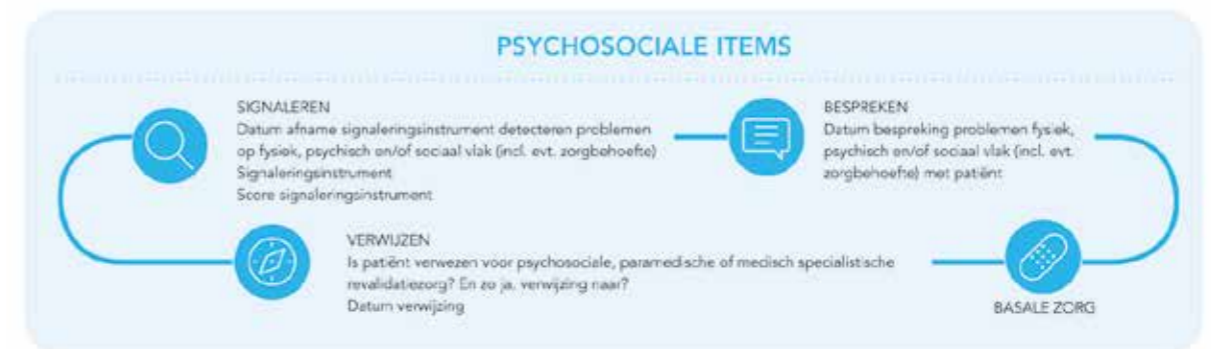 PSYCHOSOCIALE ITEMS
SIGNALEREN
Datum afname signaleringsinstrument detecteren problemen
op fysiek, psychisch en/of sociaal vlak (incl. evt. zorgbehoefte)
Signaleringsinstrument
Score signaleringsinstrument
BESPREKEN
Datum bespreking problemen fysiek,
psychisch en/of sociaal vlak (incl. evt.
zorgbehoefte) met patiënt
VERWIJZEN
Is patiënt verwezen voor psychosociale, paramedische of medisch specialistische
revalidatiezorg? En zo ja, verwijzing naar?
Datum verwijzing
BASALE ZORG